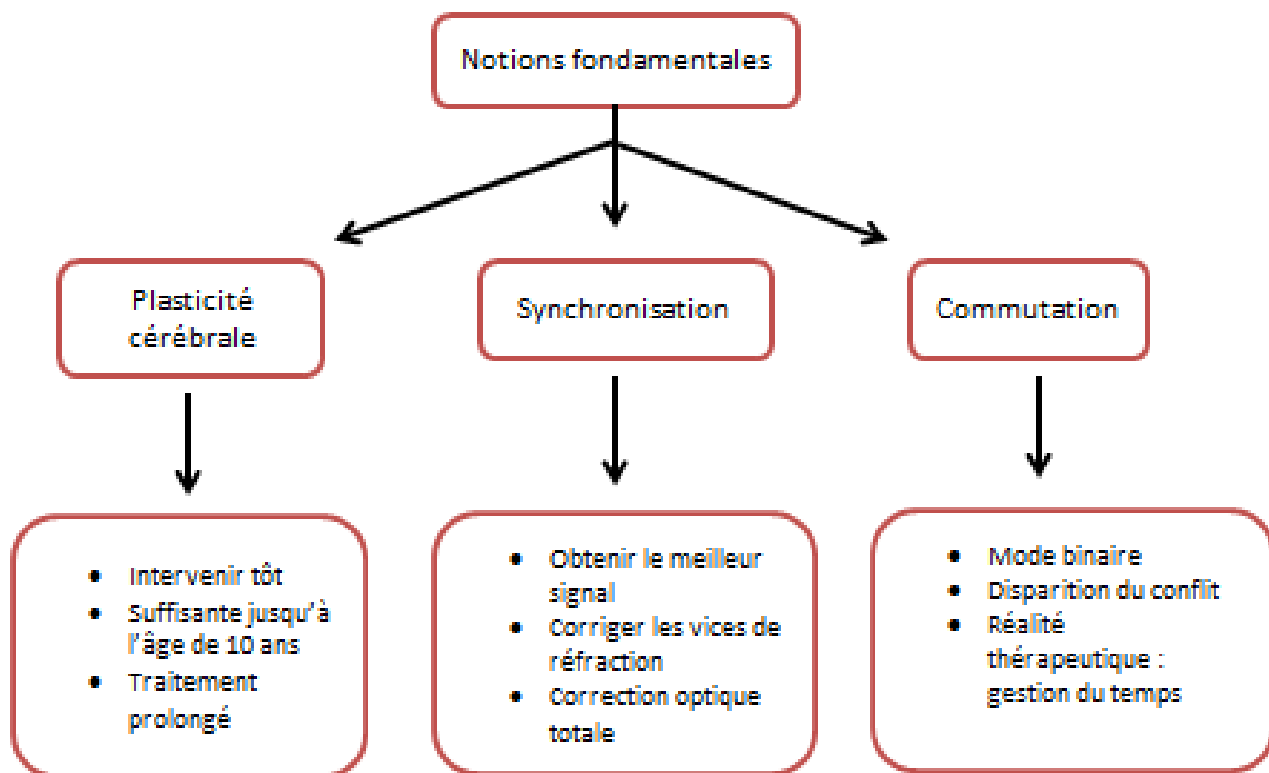 Notions fondamentales
Plasticité
cérébrale
Synchronisation
Commutation
• Intervenir tôt
• Suffisante jusqu'à
l'âge de 10 ans
• Traitement
prolongé
• Obtenir le meilleur
signal
• Corriger les vices de
réfraction
• Correction optique
totale
• Mode binaire
• Disparition du conflit
• Réalité
thérapeutique :
gestion du temps